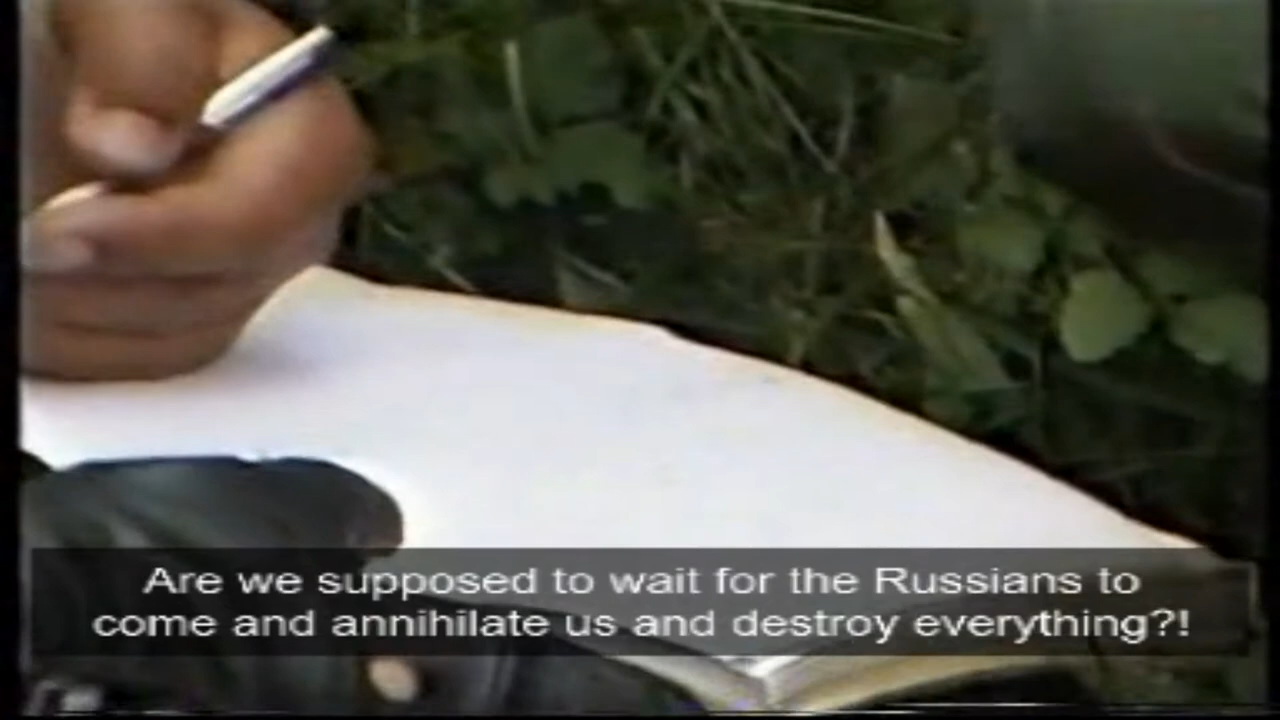 Are we supposed to wait for the Russians to
come and annihilate us and destroy everything?!